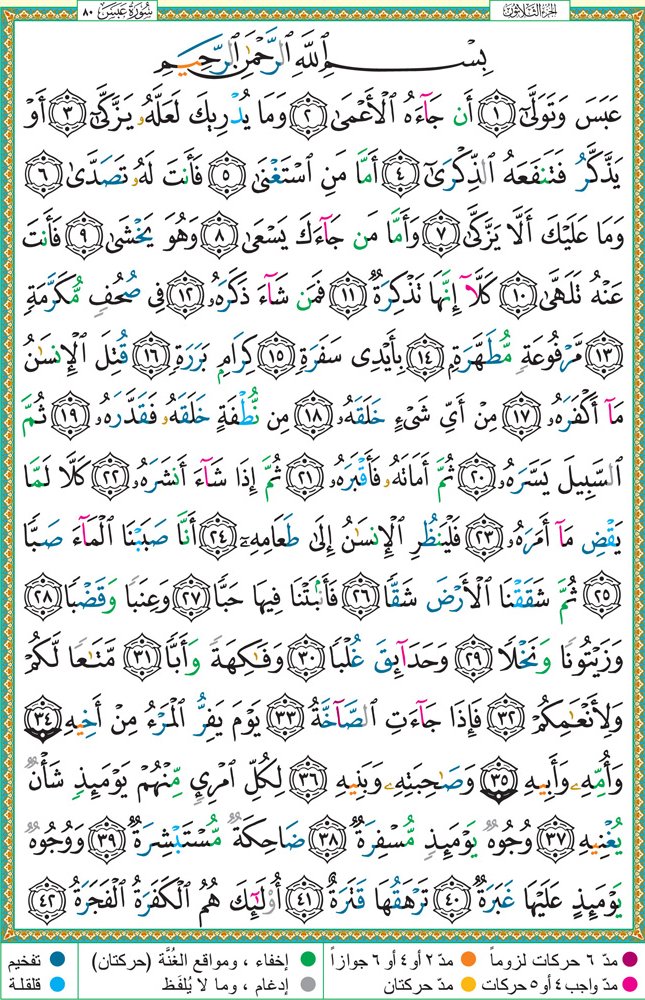 الجزء الثلاثون
سورة عبس ٨٠
بِسْمِ ٱللَّهِ ٱلرَّحْمَٰنِ ٱلرَّحِيمِ
عَبَسَ وَتَوَلَّىٰٓ ١ أَن جَآءَهُ ٱلْأَعْمَىٰ ٢ وَمَا يُدْرِيكَ لَعَلَّهُۥ يَزَّكَّىٰٓ ٣ أَوْ
يَذَّكَّرُ فَتَنفَعَهُ ٱلذِّكْرَىٰٓ ٤ أَمَّا مَنِ ٱسْتَغْنَىٰ ٥ فَأَنتَ لَهُۥ تَصَدَّىٰ ٦
وَمَا عَلَيْكَ أَلَّا يَزَّكَّىٰ ٧ وَأَمَّا مَن جَآءَكَ يَسْعَىٰ ٨ وَهُوَ يَخْشَىٰ ٩ فَأَنتَ
عَنْهُ تَلَهَّىٰ ١٠ كَلَّآ إِنَّهَا تَذْكِرَةٌ ١١ فَمَن شَآءَ ذَكَرَهُۥ ١٢ فِى صُحُفٍ مُّكَرَّمَةٍ
١٣ مَّرْفُوعَةٍ مُّطَهَّرَةٍۭ ١٤ بِأَيْدِى سَفَرَةٍ ١٥ كِرَامٍۭ بَرَرَةٍ ١٦ قُتِلَ ٱلْإِنسَٰنُ
مَآ أَكْفَرَهُۥ ١٧ مِنْ أَىِّ شَىْءٍ خَلَقَهُۥ ١٨ مِن نُّطْفَةٍ خَلَقَهُۥ فَقَدَّرَهُۥ ١٩ ثُمَّ
ٱلسَّبِيلَ يَسَّرَهُۥ ٢٠ ثُمَّ أَمَاتَهُۥ فَأَقْبَرَهُۥ ٢١ ثُمَّ إِذَا شَآءَ أَنشَرَهُۥ ٢٢ كَلَّا لَمَّا
يَقْضِ مَآ أَمَرَهُۥ ٢٣ فَلْيَنظُرِ ٱلْإِنسَٰنُ إِلَىٰ طَعَامِهِۦٓ ٢٤ أَنَّا صَبَبْنَا ٱلْمَآءَ صَبًّا
٢٥ ثُمَّ شَقَقْنَا ٱلْأَرْضَ شَقًّا ٢٦ فَأَنۢبَتْنَا فِيهَا حَبًّا ٢٧ وَعِنَبًا وَقَضْبًا ٢٨
وَزَيْتُونًا وَنَخْلًا ٢٩ وَحَدَآئِقَ غُلْبًا ٣٠ وَفَٰكِهَةً وَأَبًّا ٣١ مَّتَٰعًا لَّكُمْ
وَلِأَنْعَٰمِكُمْ ٣٢ فَإِذَا جَآءَتِ ٱلصَّآخَّةُ ٣٣ يَوْمَ يَفِرُّ ٱلْمَرْءُ مِنْ أَخِيهِ ٣٤
وَأُمِّهِۦ وَأَبِيهِ ٣٥ وَصَٰحِبَتِهِۦ وَبَنِيهِ ٣٦ لِكُلِّ ٱمْرِئٍ مِّنْهُمْ يَوْمَئِذٍ شَأْنٌ
يُغْنِيهِ ٣٧ وُجُوهٌ يَوْمَئِذٍ مُّسْفِرَةٌ ٣٨ ضَاحِكَةٌ مُّسْتَبْشِرَةٌ ٣٩ وَوُجُوهٌ
يَوْمَئِذٍ عَلَيْهَا غَبَرَةٌ ٤٠ تَرْهَقُهَا قَتَرَةٌ ٤١ أُو۟لَٰٓئِكَ هُمُ ٱلْكَفَرَةُ ٱلْفَجَرَةُ ٤٢
مدّ ٦ حركات لزوماً مدّ ٢ أو ٤ أو ٦ جوازاً إخفاء ، ومواقع الغُنَّة (حركتان) تفخيم
مدّ واجب ٤ أو ٥ حركات مدّ حركتان إدغام ، وما لا يُلفَظ قلقلة